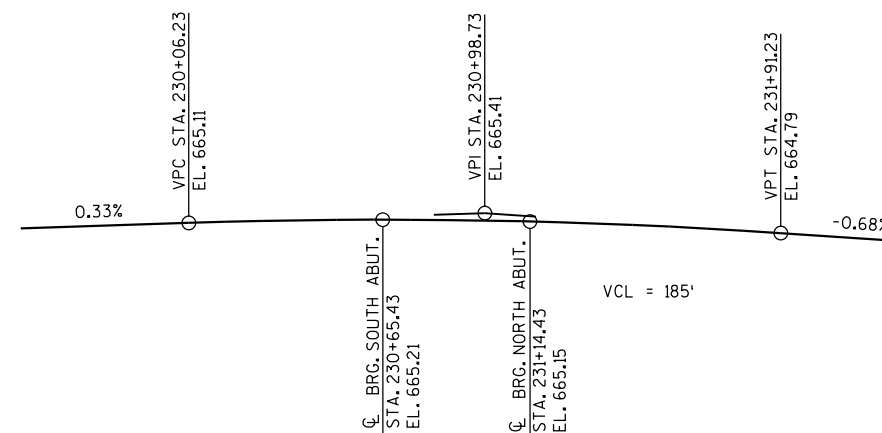 VPC STA. 230+06.23
EL. 665.11
VPI STA. 230+98.73
EL. 665.41
VPT STA. 231+91.23
EL. 664.79
0.33%
-0.68%
℄ BRG. SOUTH ABUT.
STA. 230+65.43
EL. 665.21
℄ BRG. NORTH ABUT.
STA. 231+14.43
EL. 665.15
VCL = 185'